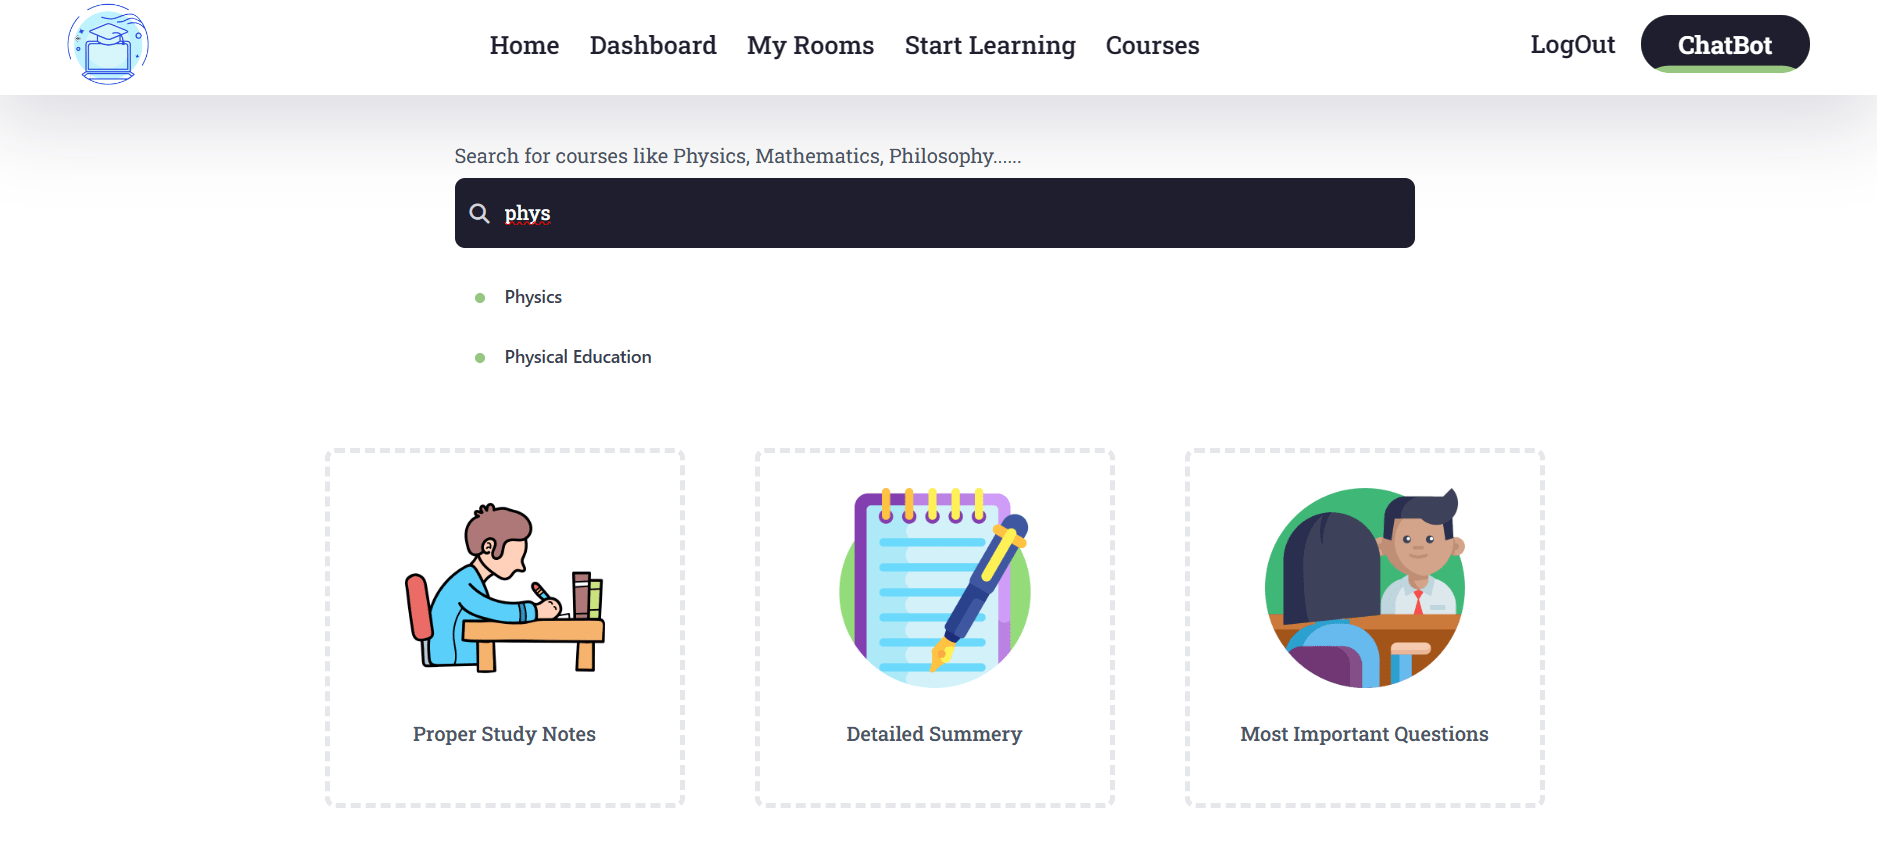 Home Dashboard My Rooms Start Learning Courses LogOut ChatBot
Search for courses like Physics, Mathematics, Philosophy......
phys
Physics
Physical Education
Proper Study Notes
Detailed Summery
Most Important Questions